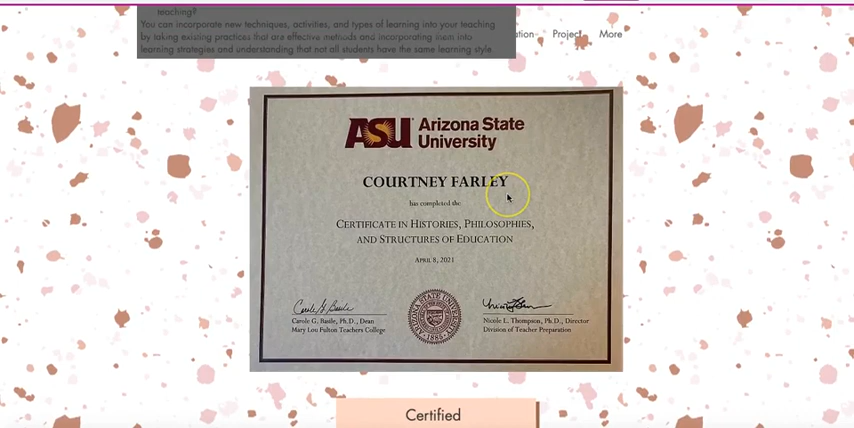 teaching?
You can incorporate new techniques, activities, and types of learning into your teaching
by taking existing practices that are effective methods and incorporating them into
learning strategies and understanding that not all students have the same learning style.
Project
More
ASU Arizona State
University
COURTNEY FARLEY
has completed the
CERTIFICATE IN HISTORIES, PHILOSOPHIES,
AND STRUCTURES OF EDUCATION
APRIL 8, 2021
Carole G. Basile, Ph.D., Dean
Mary Lou Fulton Teachers College
ARIZONA STATE UNIVERSITY
1885
Nicole L. Thompson, Ph.D., Director
Division of Teacher Preparation
Certified